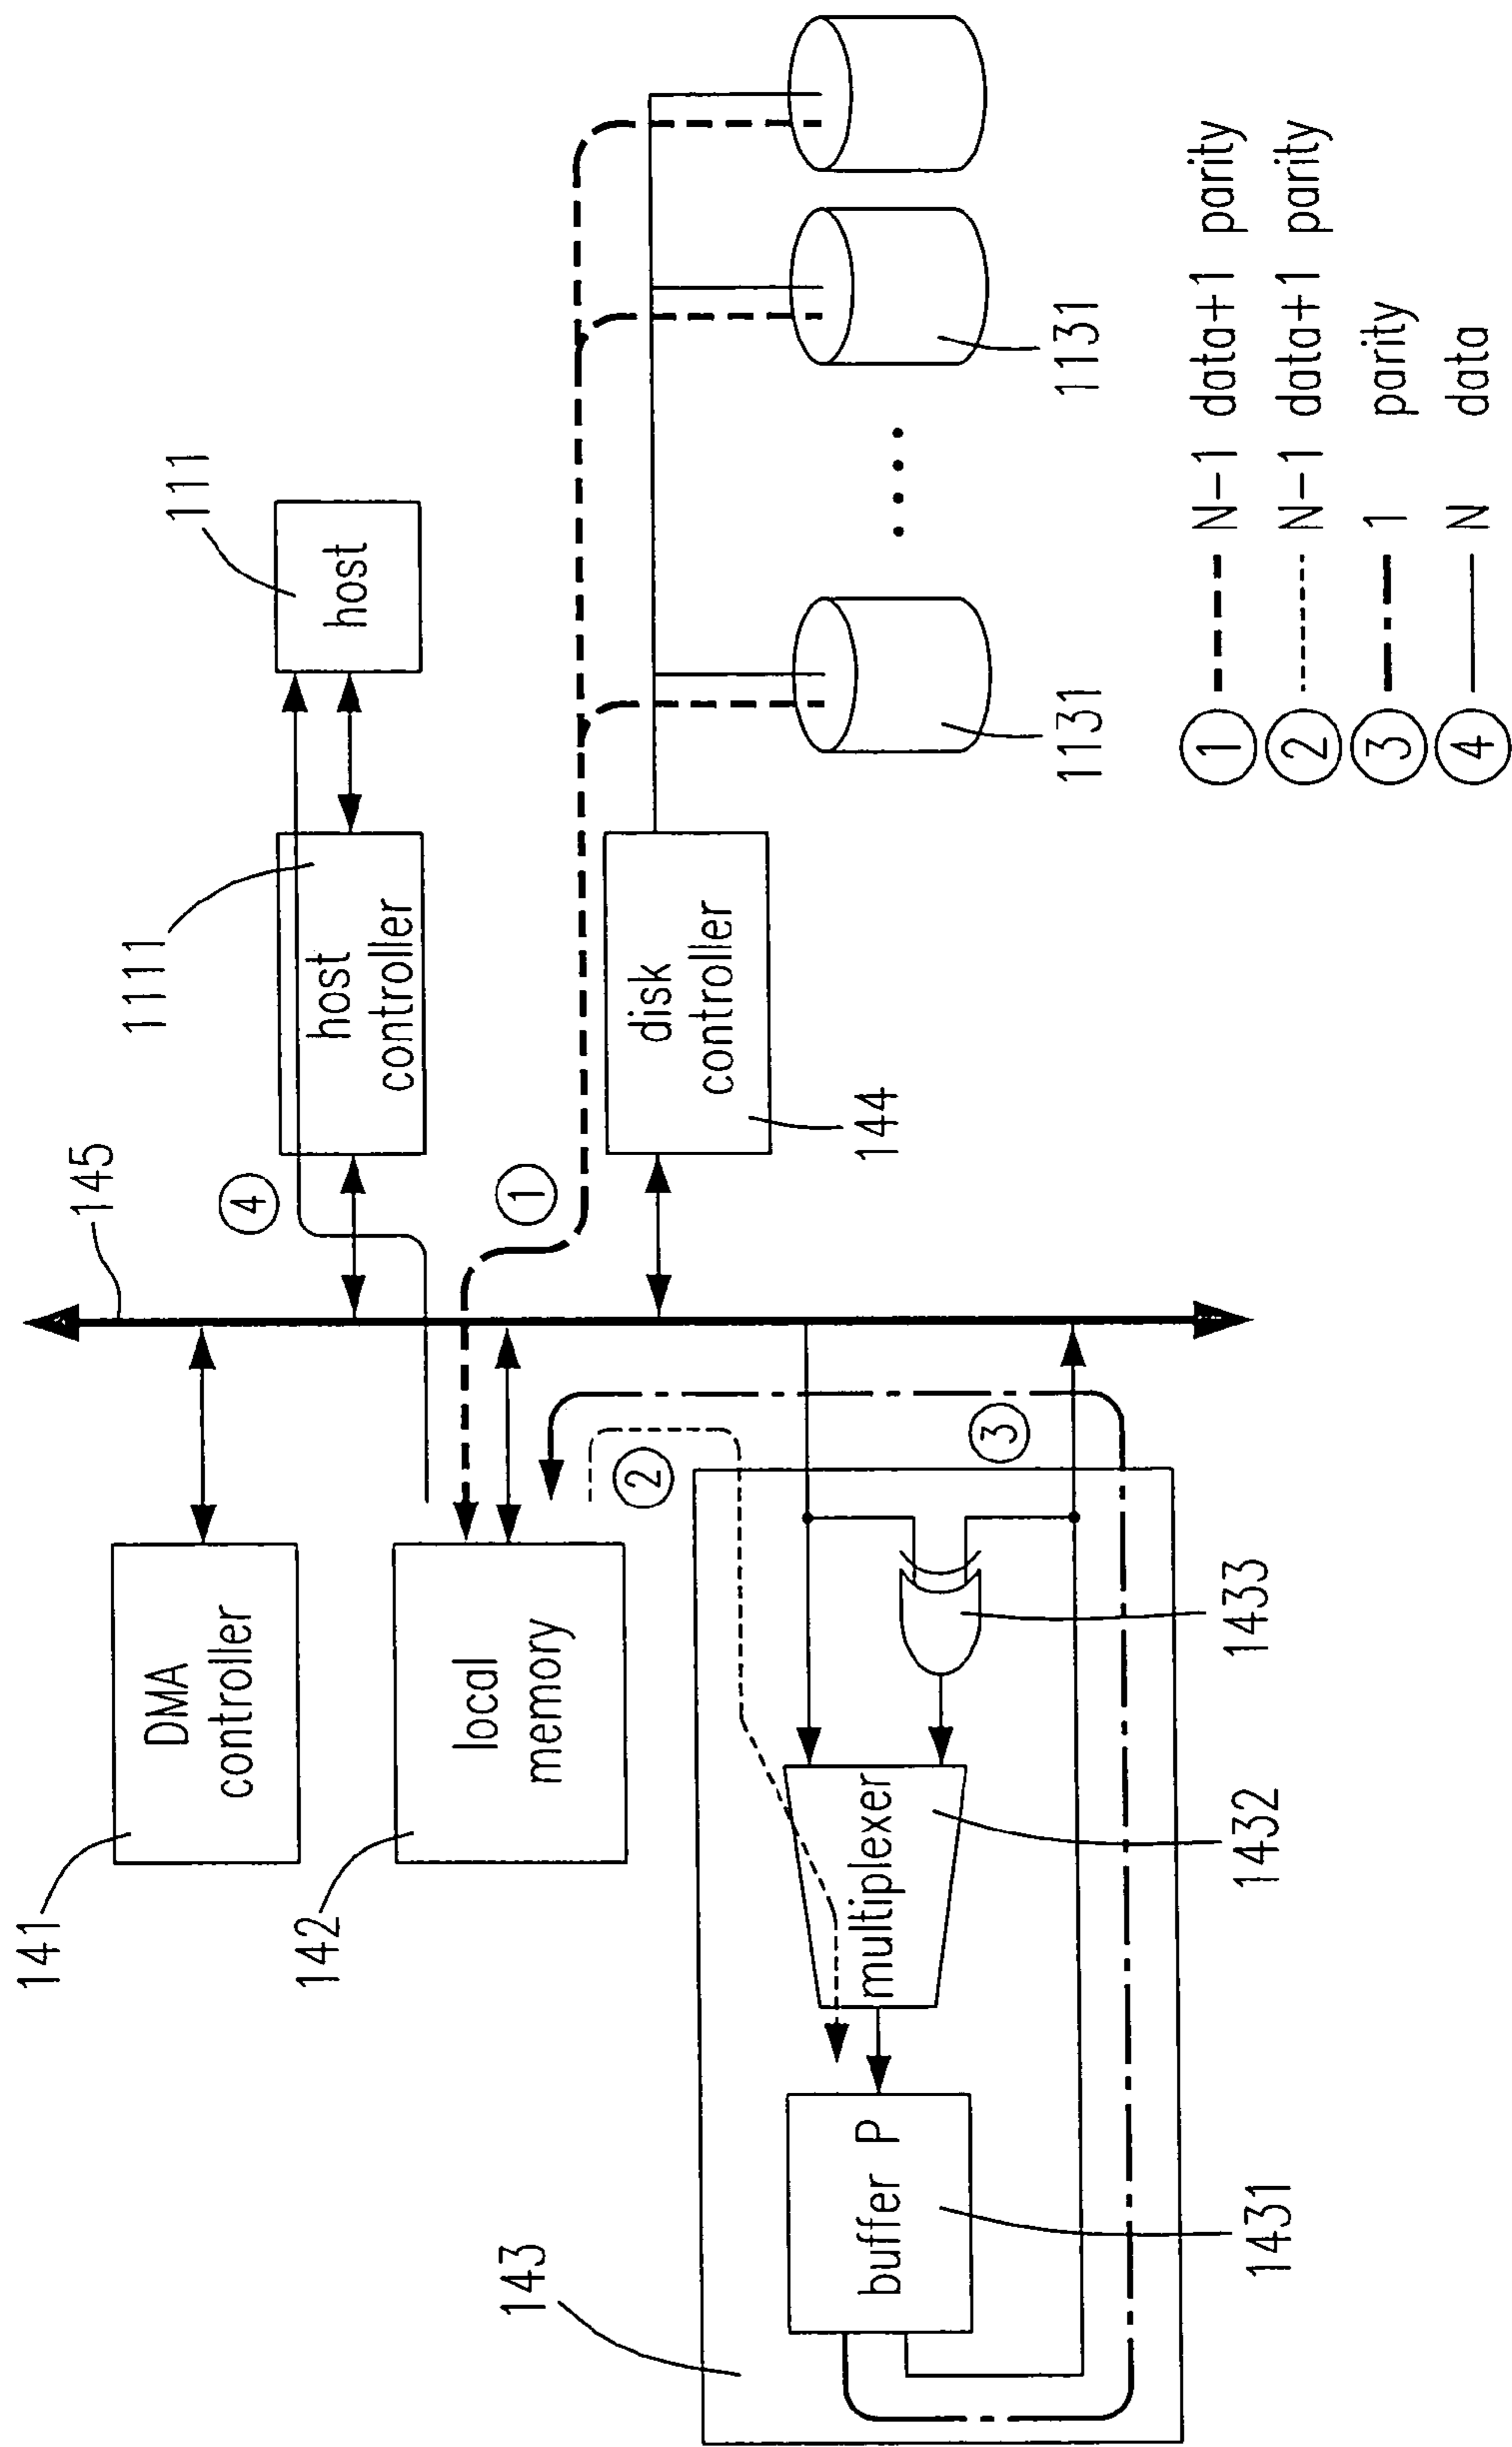 145
141
DMA
controller
142
local
memory
4
1
2
3
1111
host
controller
111
host
disk
controller
144
1131
1131
143
buffer P
multiplexer
1431
1432
1433
1 N-1 data+1 parity
2 N-1 data+1 parity
3 1 parity
4 N data